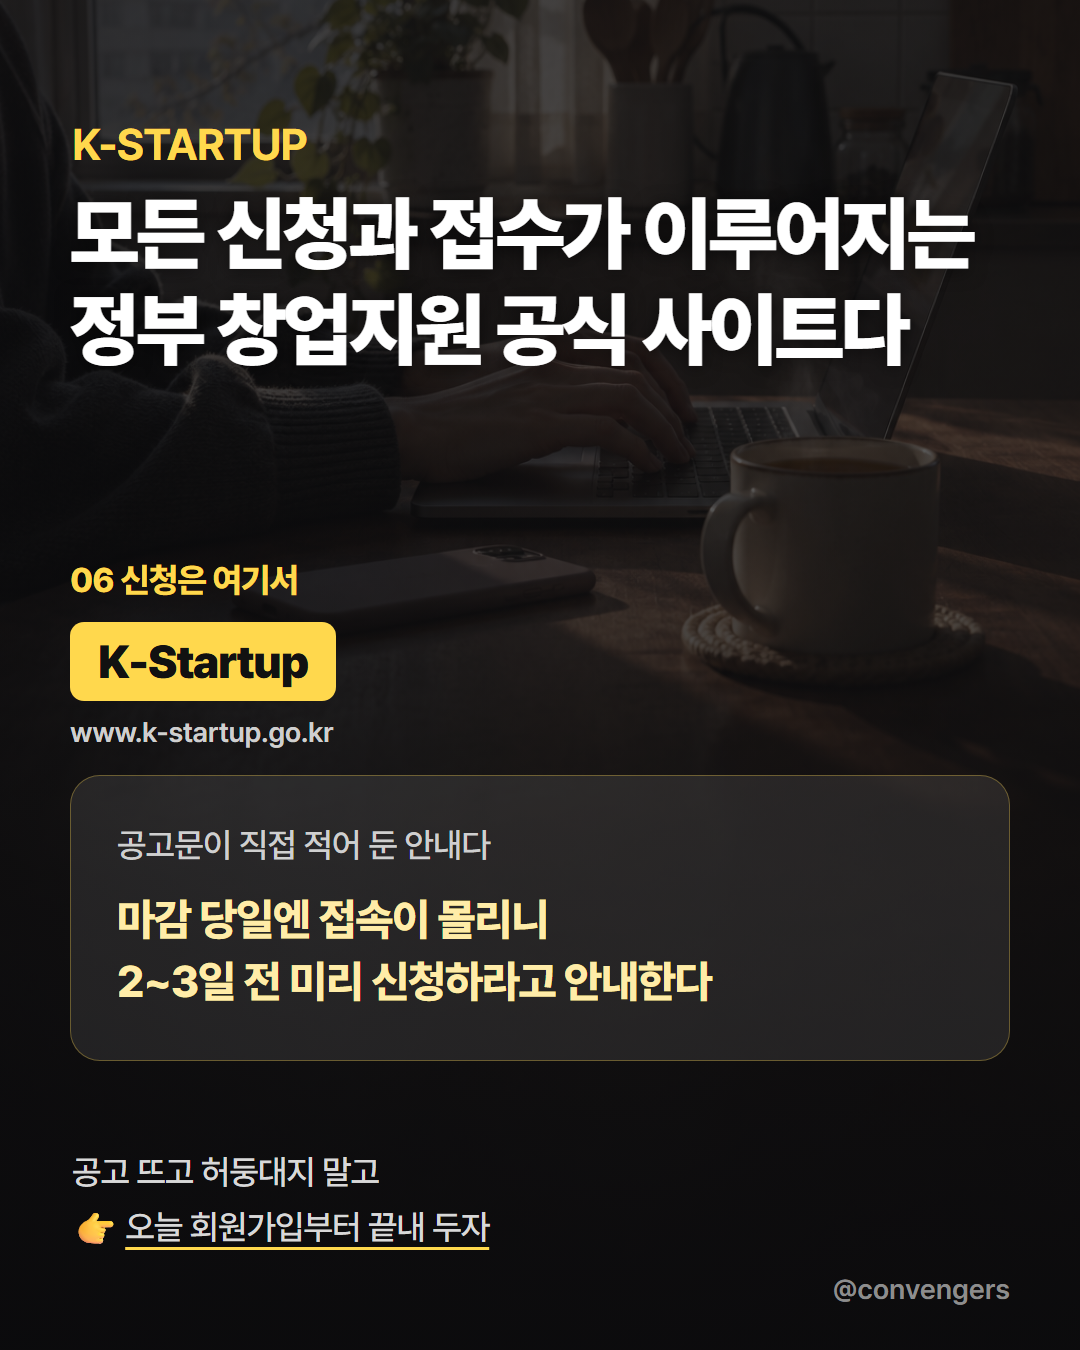 K-STARTUP
모든 신청과 접수가 이루어지는
정부 창업지원 공식 사이트다
06 신청은 여기서
K-Startup
www.k-startup.go.kr
공고문이 직접 적어 둔 안내다
마감 당일엔 접속이 몰리니
2~3일 전 미리 신청하라고 안내한다
공고 뜨고 허둥대지 말고
👉 오늘 회원가입부터 끝내 두자
@convengers